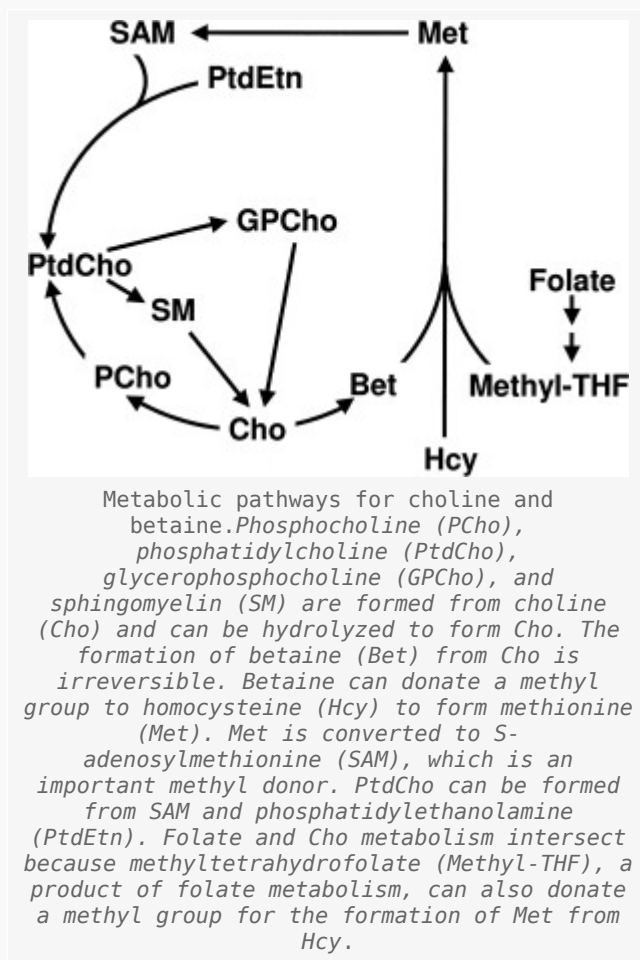 SAM Met
PtdEtn
GPCho
PtdCho
Folate
SM
PCho
Bet Methyl-THF
Cho
Hcy
Metabolic pathways for choline and
betaine.Phosphocholine (PCho),
phosphatidylcholine (PtdCho),
glycerophosphocholine (GPCho), and
sphingomyelin (SM) are formed from choline
(Cho) and can be hydrolyzed to form Cho. The
formation of betaine (Bet) from Cho is
irreversible. Betaine can donate a methyl
group to homocysteine (Hcy) to form methionine
(Met). Met is converted to S-
adenosylmethionine (SAM), which is an
important methyl donor. PtdCho can be formed
from SAM and phosphatidylethanolamine
(PtdEtn). Folate and Cho metabolism intersect
because methyltetrahydrofolate (Methyl-THF), a
product of folate metabolism, can also donate
a methyl group for the formation of Met from
Hcy.